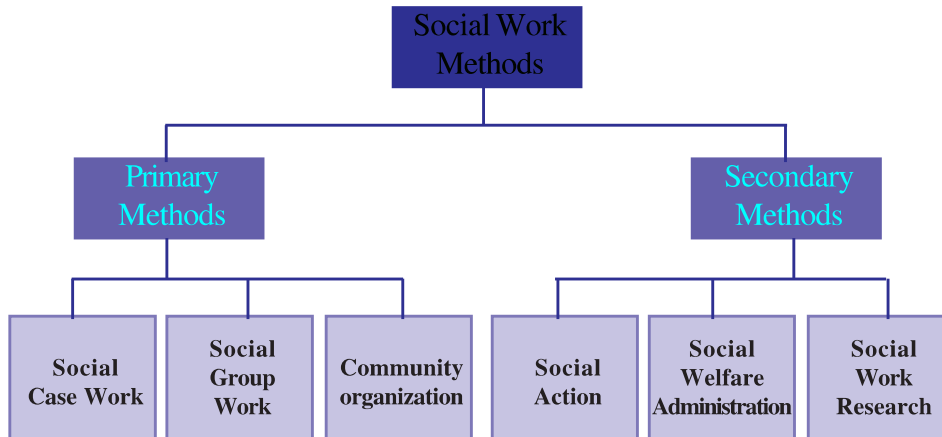 Social Work
Methods
Primary
Methods
Secondary
Methods
Social
Case Work
Social
Group
Work
Community
organization
Social
Action
Social
Welfare
Administration
Social
Work
Research